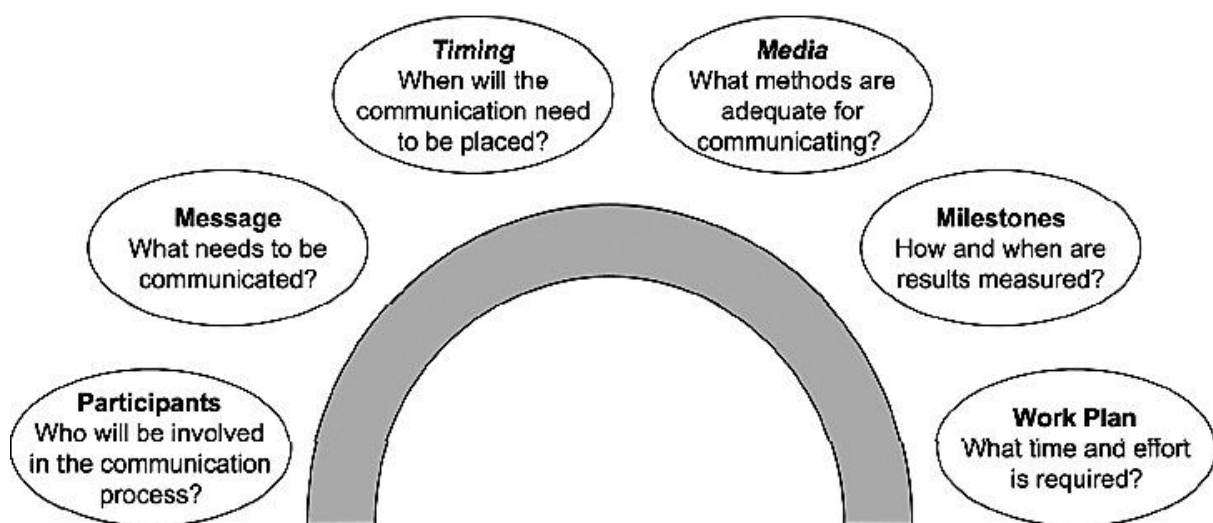 Timing
When will the
communication need
to be placed?
Media
What methods are
adequate for
communicating?
Message
What needs to be
communicated?
Milestones
How and when are
results measured?
Participants
Who will be involved
in the communication
process?
Work Plan
What time and effort
is required?